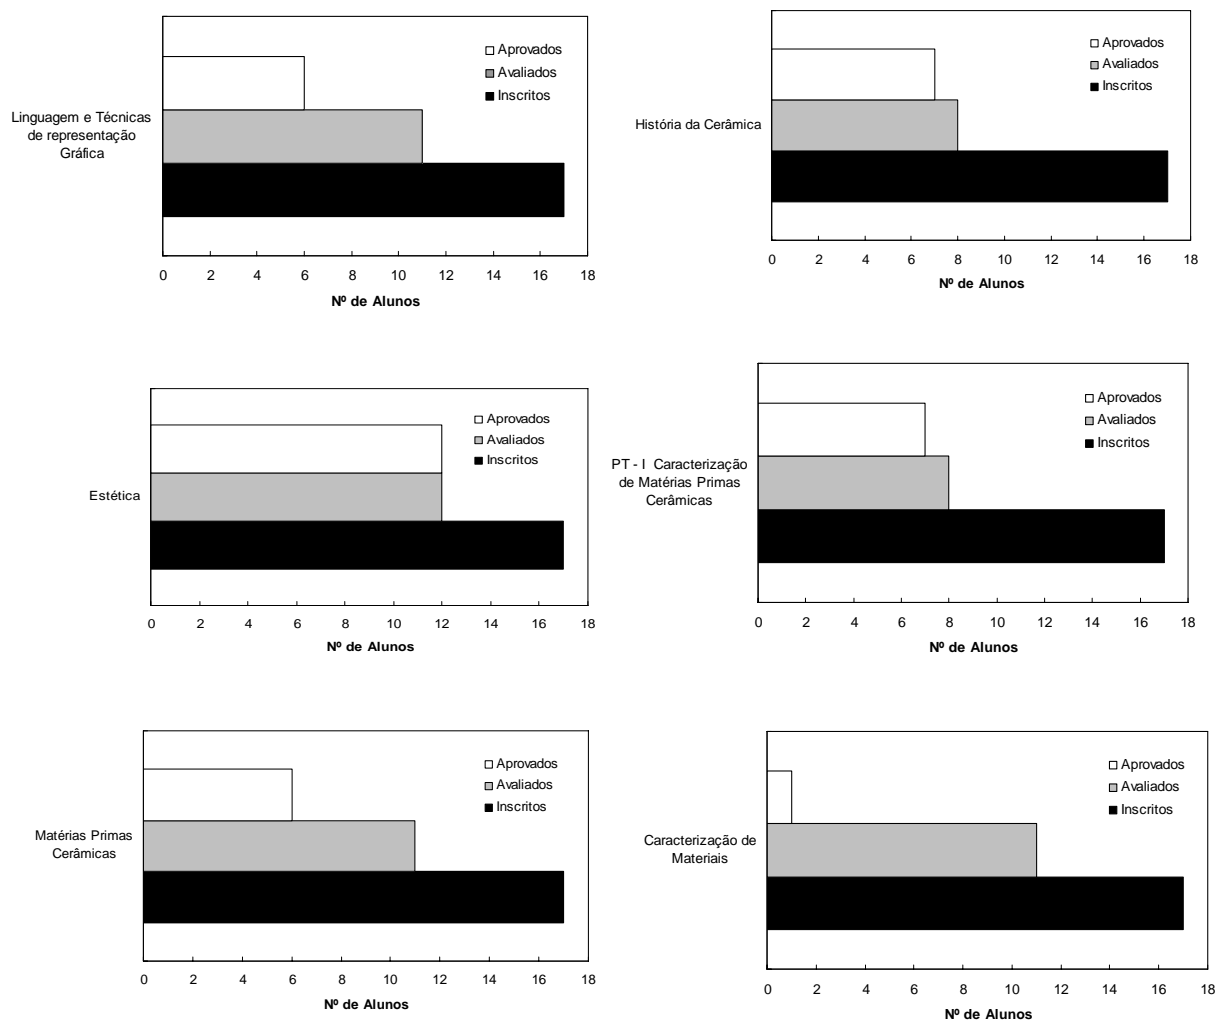 Aprovados
Avaliados
Inscritos
Linguagem e Técnicas
de representação
Gráfica
0 2 4 6 8 10 12 14 16 18
Nº de Alunos
Aprovados
Avaliados
Inscritos
História da Cerâmica
0 2 4 6 8 10 12 14 16 18
Nº de Alunos
Aprovados
Avaliados
Inscritos
Estética
0 2 4 6 8 10 12 14 16 18
Nº de Alunos
Aprovados
Avaliados
Inscritos
PT - I Caracterização
de Matérias Primas
Cerâmicas
0 2 4 6 8 10 12 14 16 18
Nº de Alunos
Aprovados
Avaliados
Inscritos
Matérias Primas
Cerâmicas
0 2 4 6 8 10 12 14 16 18
Nº de Alunos
Aprovados
Avaliados
Inscritos
Caracterização de
Materiais
0 2 4 6 8 10 12 14 16 18
Nº de Alunos